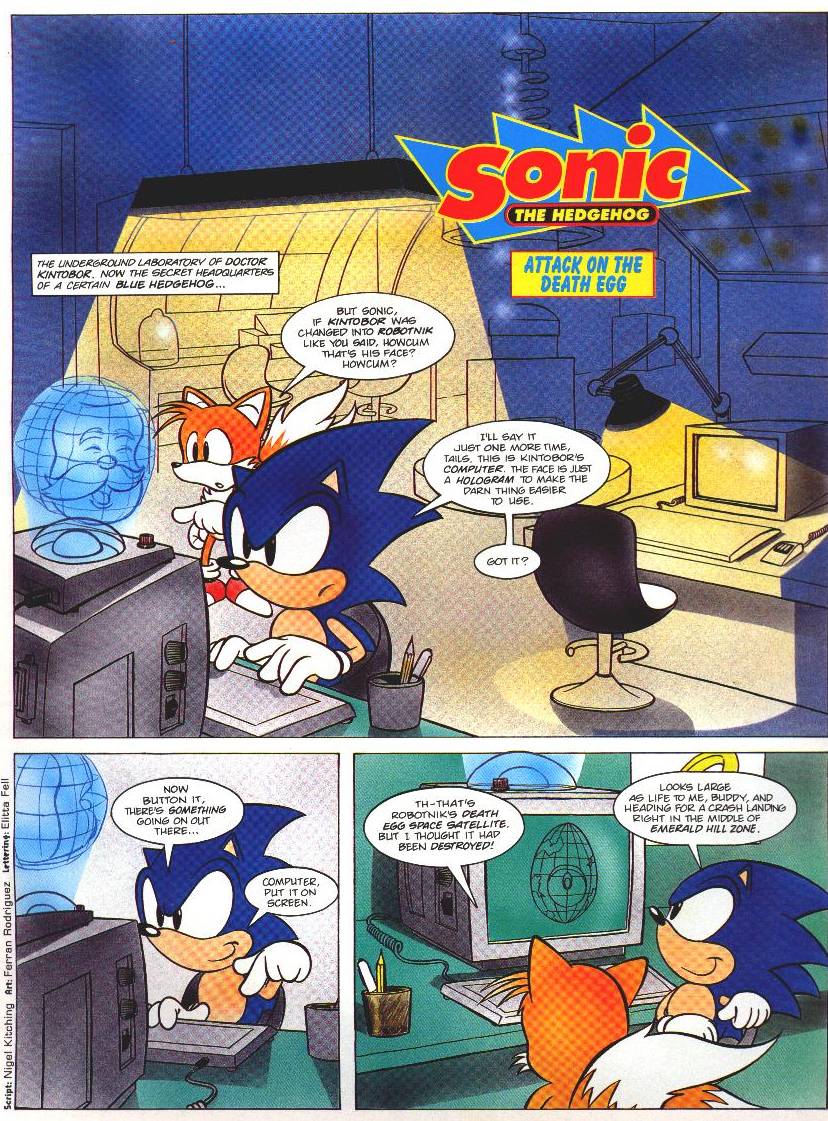 Sonic
THE HEDGEHOG
ATTACK ON THE
DEATH EGG
THE UNDERGROUND LABORATORY OF DOCTOR
KINTOBOR. NOW THE SECRET HEADQUARTERS
OF A CERTAIN BLUE HEDGEHOG...
BUT SONIC,
IF KINTOBOR WAS
CHANGED INTO ROBOTNIK
LIKE YOU SAID, HOWCUM
THAT'S HIS FACE?
HOWCUM?
I'LL SAY IT
JUST ONE MORE TIME,
TAILS. THIS IS KINTOBOR'S
COMPUTER. THE FACE IS JUST
A HOLOGRAM TO MAKE THE
DARN THING EASIER
TO USE.
GOT IT?
NOW
BUTTON IT,
THERE'S SOMETHING
GOING ON OUT
THERE...
COMPUTER,
PUT IT ON
SCREEN.
TH-THAT'S
ROBOTNIK'S DEATH
EGG SPACE SATELLITE.
BUT I THOUGHT IT HAD
BEEN DESTROYED!
LOOKS LARGE
AS LIFE TO ME, BUDDY, AND
HEADING FOR A CRASH LANDING
RIGHT IN THE MIDDLE OF
EMERALD HILL ZONE.
Script: Nigel Kitching Art: Ferran Rodriguez Lettering: Elitta Fell